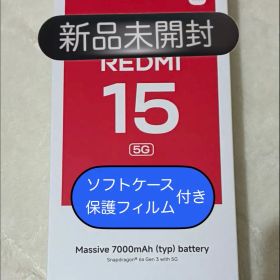 新品未開封
REDMI
15
5G
ソフトケース
保護フィルム
付き
Massive 7000mAh (typ) battery
Snapdragon® 6s Gen 3 with 5G